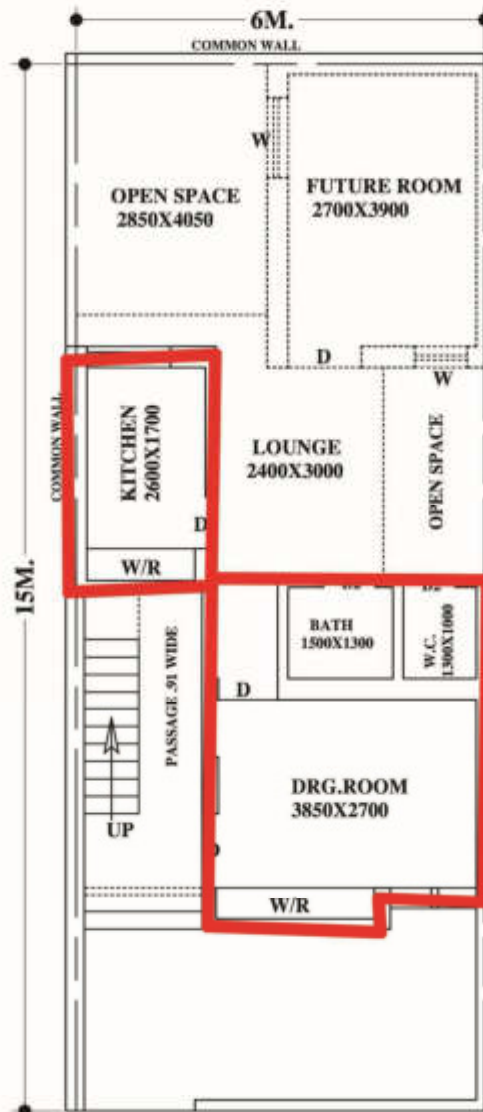 6M.
COMMON WALL
W
OPEN SPACE
2850X4050
FUTURE ROOM
2700X3900
D
W
COMMON WALL
KITCHEN
2600X1700
LOUNGE
2400X3000
OPEN SPACE
D
W/R
15M.
BATH
1500X1300
W.C.
1300X1000
PASSAGE .91 WIDE
D
DRG.ROOM
3850X2700
UP
W/R